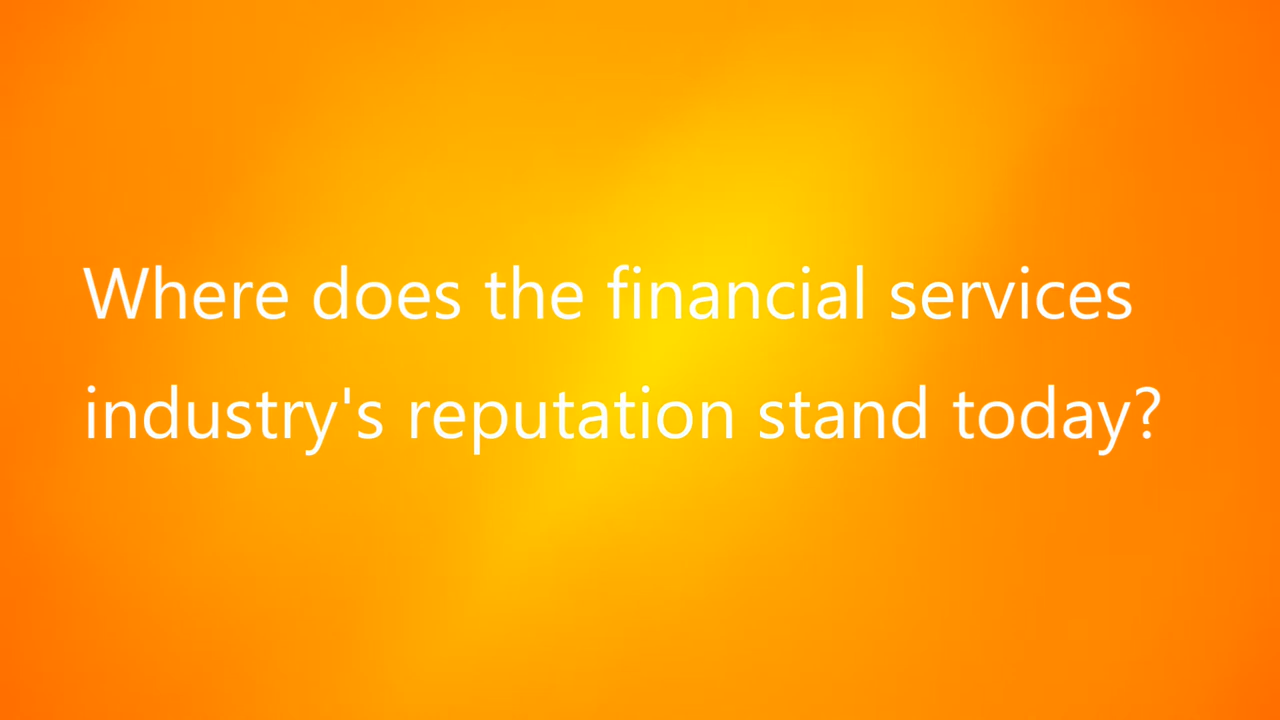 Where does the financial services
industry's reputation stand today?